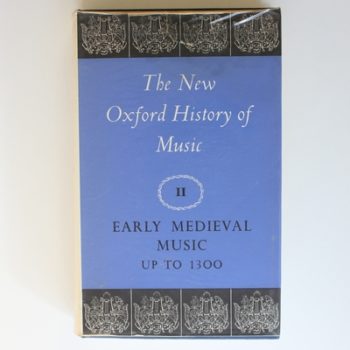 The New
Oxford History of
Music
II
EARLY MEDIEVAL
MUSIC
UP TO 1300